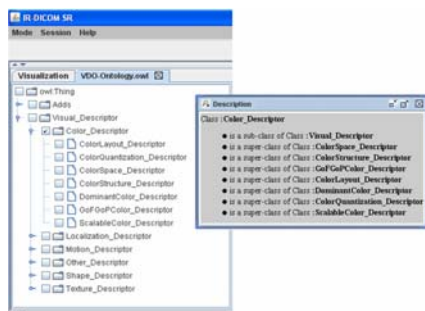 IR-DICOM SR
Mode Session Help
Visualization VDO-Ontology.owl
owl:Thing
Adds
Visual_Descriptor
Color_Descriptor
ColorLayout_Descriptor
ColorQuantization_Descriptor
ColorSpace_Descriptor
ColorStructure_Descriptor
DominantColor_Descriptor
GoFGoPColor_Descriptor
ScalableColor_Descriptor
Localization_Descriptor
Motion_Descriptor
Other_Descriptor
Shape_Descriptor
Texture_Descriptor
Description
Class :Color_Descriptor
● is a sub-class of Class :Visual_Descriptor
● is a super-class of Class :ColorSpace_Descriptor
● is a super-class of Class :ColorStructure_Descriptor
● is a super-class of Class :GoFGoPColor_Descriptor
● is a super-class of Class :ColorLayout_Descriptor
● is a super-class of Class :DominantColor_Descriptor
● is a super-class of Class :ColorQuantization_Descriptor
● is a super-class of Class :ScalableColor_Descriptor